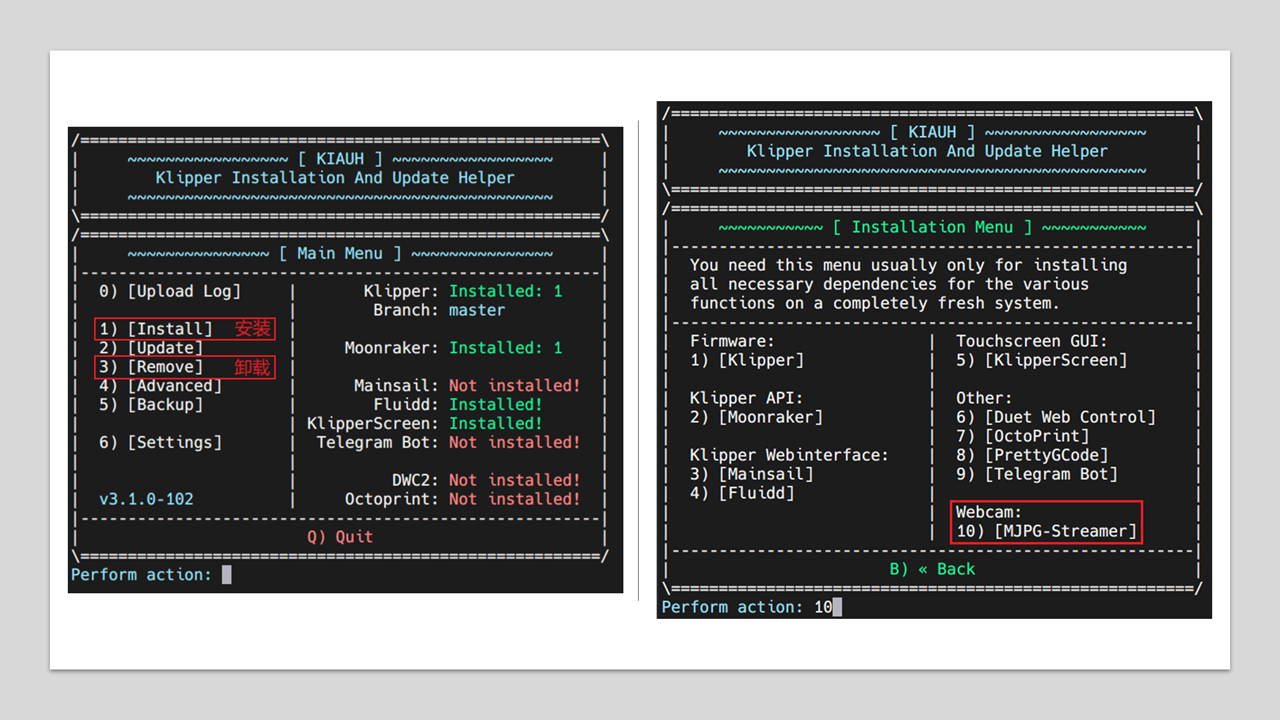 /=======================================================\
|     ~~~~~~~~~~~~~~~~~ [ KIAUH ] ~~~~~~~~~~~~~~~~~     |
|        Klipper Installation And Update Helper         |
|     ~~~~~~~~~~~~~~~~~~~~~~~~~~~~~~~~~~~~~~~~~~~~~     |
\=======================================================/
/=======================================================\
|     ~~~~~~~~~~~~~~~ [ Main Menu ] ~~~~~~~~~~~~~~~     |
|-------------------------------------------------------|
|  0) [Upload Log]     |       Klipper: Installed: 1    |
|                      |        Branch: master          |
|  1) [Install] 安装   |                                |
|  2) [Update]         |     Moonraker: Installed: 1    |
|  3) [Remove] 卸载    |                                |
|  4) [Advanced]       |      Mainsail: Not installed!  |
|  5) [Backup]         |        Fluidd: Installed!      |
|                      | KlipperScreen: Installed!      |
|  6) [Settings]       |  Telegram Bot: Not installed!  |
|                      |                                |
|                      |          DWC2: Not installed!  |
|  v3.1.0-102          |     Octoprint: Not installed!  |
|-------------------------------------------------------|
|                        Q) Quit                        |
\=======================================================/
Perform action:
/=======================================================\
|     ~~~~~~~~~~~~~~~~~ [ KIAUH ] ~~~~~~~~~~~~~~~~~     |
|        Klipper Installation And Update Helper         |
|     ~~~~~~~~~~~~~~~~~~~~~~~~~~~~~~~~~~~~~~~~~~~~~     |
\=======================================================/
/=======================================================\
|     ~~~~~~~~~~~ [ Installation Menu ] ~~~~~~~~~~~     |
|-------------------------------------------------------|
|  You need this menu usually only for installing       |
|  all necessary dependencies for the various           |
|  functions on a completely fresh system.              |
|-------------------------------------------------------|
|  Firmware:                |  Touchscreen GUI:         |
|  1) [Klipper]             |  5) [KlipperScreen]       |
|                           |                           |
|  Klipper API:             |  Other:                   |
|  2) [Moonraker]           |  6) [Duet Web Control]    |
|                           |  7) [OctoPrint]           |
|  Klipper Webinterface:    |  8) [PrettyGCode]         |
|  3) [Mainsail]            |  9) [Telegram Bot]        |
|  4) [Fluidd]              |                           |
|                           |  Webcam:                  |
|                           |  10) [MJPG-Streamer]      |
|-------------------------------------------------------|
|                       B) « Back                       |
\=======================================================/
Perform action: 10